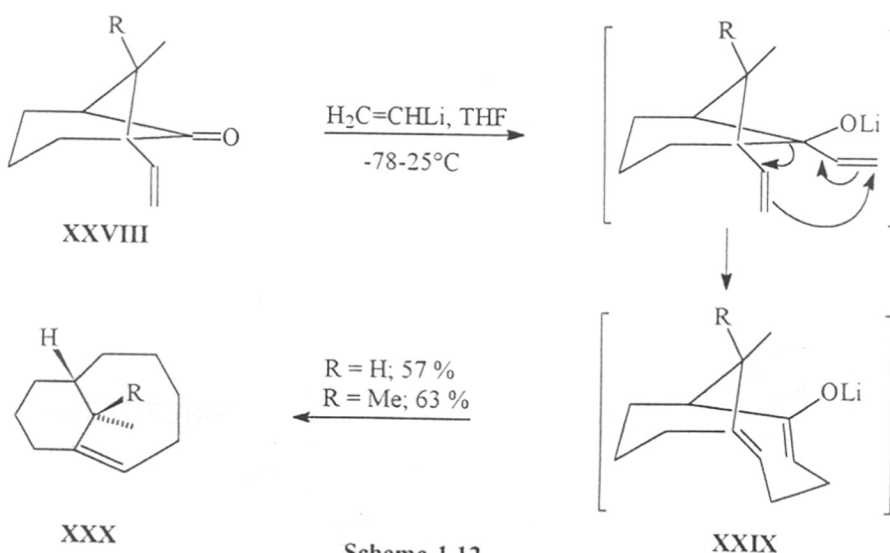 R
O
XXVIII
H₂C=CHLi, THF
-78-25°C
R
OLi
H
R
XXX
R = H; 57 %
R = Me; 63 %
R
OLi
XXIX
Scheme 1.12